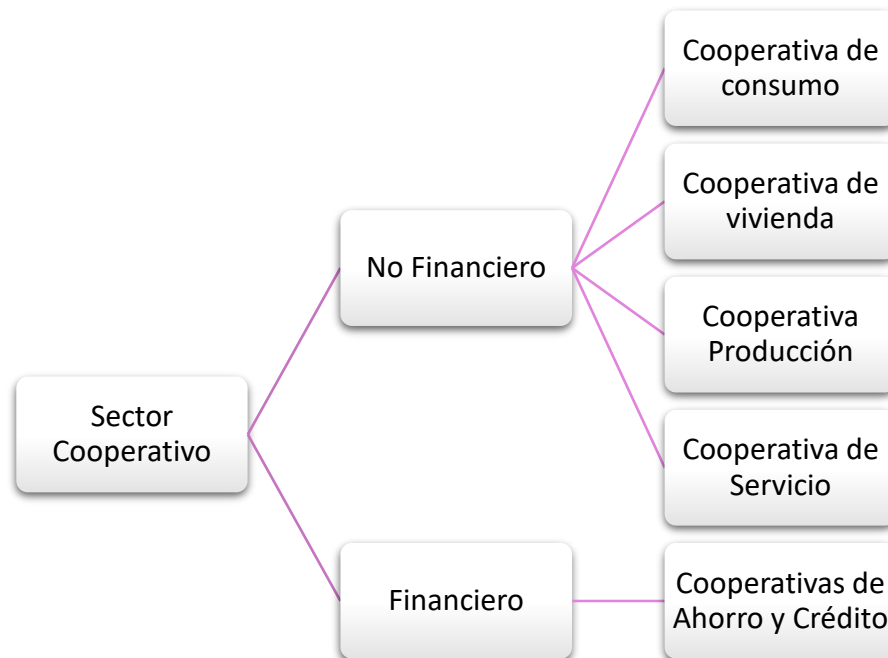 Sector
Cooperativo
No Financiero
Cooperativa de
consumo
Cooperativa de
vivienda
Cooperativa
Producción
Cooperativa de
Servicio
Financiero
Cooperativas de
Ahorro y Crédito